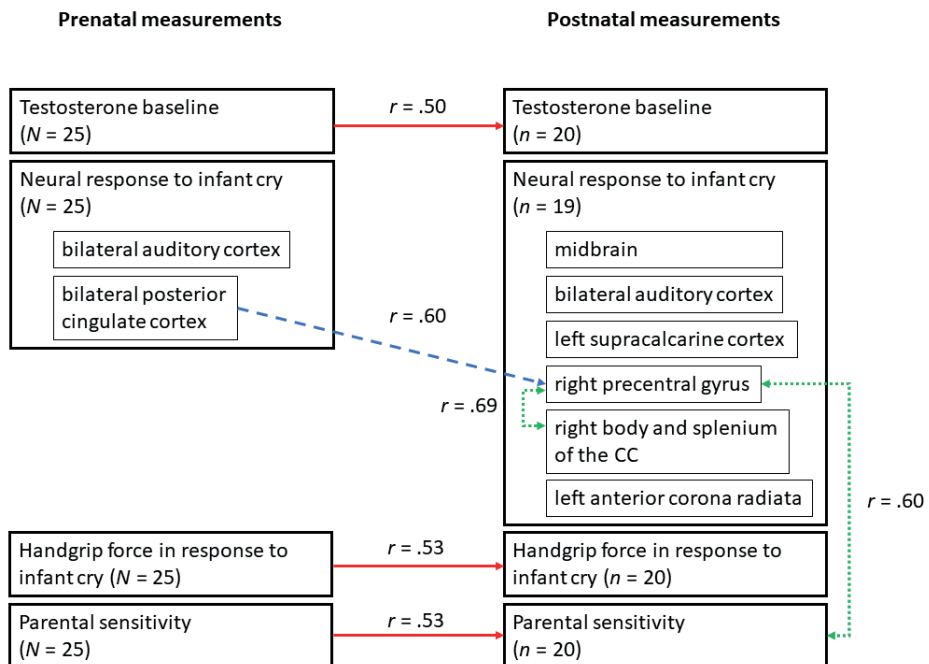 Prenatal measurements
Postnatal measurements
Testosterone baseline
(N = 25)
r = .50
Testosterone baseline
(n = 20)
Neural response to infant cry
(N = 25)
bilateral auditory cortex
bilateral posterior
cingulate cortex
r = .60
Neural response to infant cry
(n = 19)
midbrain
bilateral auditory cortex
left supracalcarine cortex
right precentral gyrus
r = .69
right body and splenium
of the CC
left anterior corona radiata
r = .60
Handgrip force in response to
infant cry (N = 25)
r = .53
Handgrip force in response to
infant cry (n = 20)
Parental sensitivity
(N = 25)
r = .53
Parental sensitivity
(n = 20)